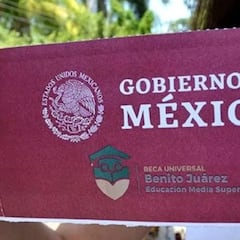 ESTADOS UNIDOS MEXICANOS
GOBIERNO
MÉXIC
BECA UNIVERSAL
Benito Juárez
Educación Media Super